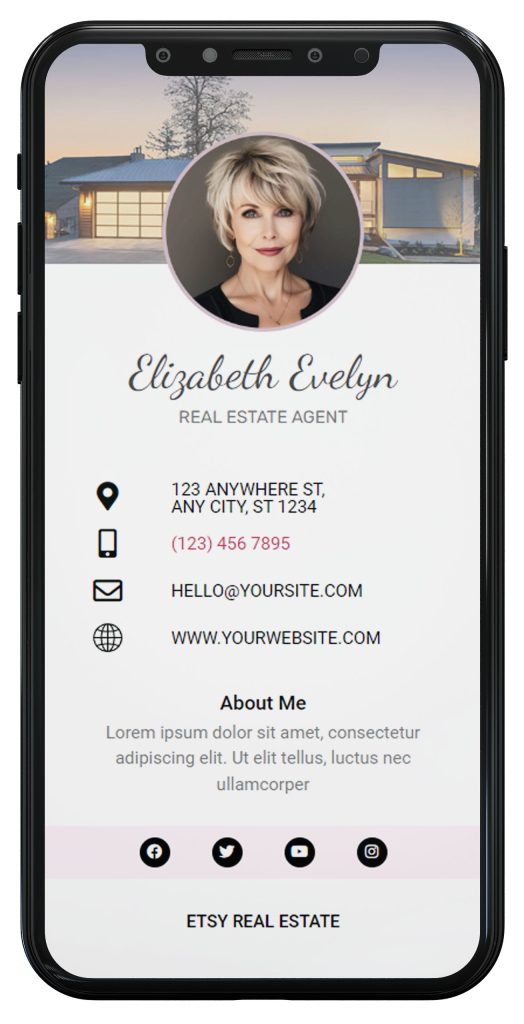 Elizabeth Evelyn
REAL ESTATE AGENT
123 ANYWHERE ST,
ANY CITY, ST 1234
(123) 456 7895
HELLO@YOURSITE.COM
WWW.YOURWEBSITE.COM
About Me
Lorem ipsum dolor sit amet, consectetur
adipiscing elit. Ut elit tellus, luctus nec
ullamcorper
ETSY REAL ESTATE